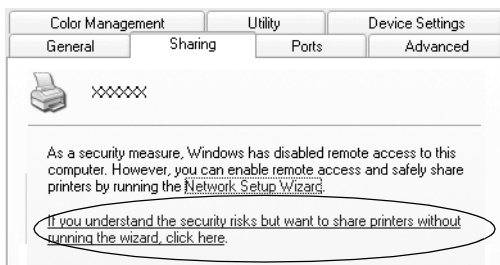 Color Management Utility Device Settings
General Sharing Ports Advanced
XXXXXX
As a security measure, Windows has disabled remote access to this
computer. However, you can enable remote access and safely share
printers by running the Network Setup Wizard.
If you understand the security risks but want to share printers without
running the wizard, click here.